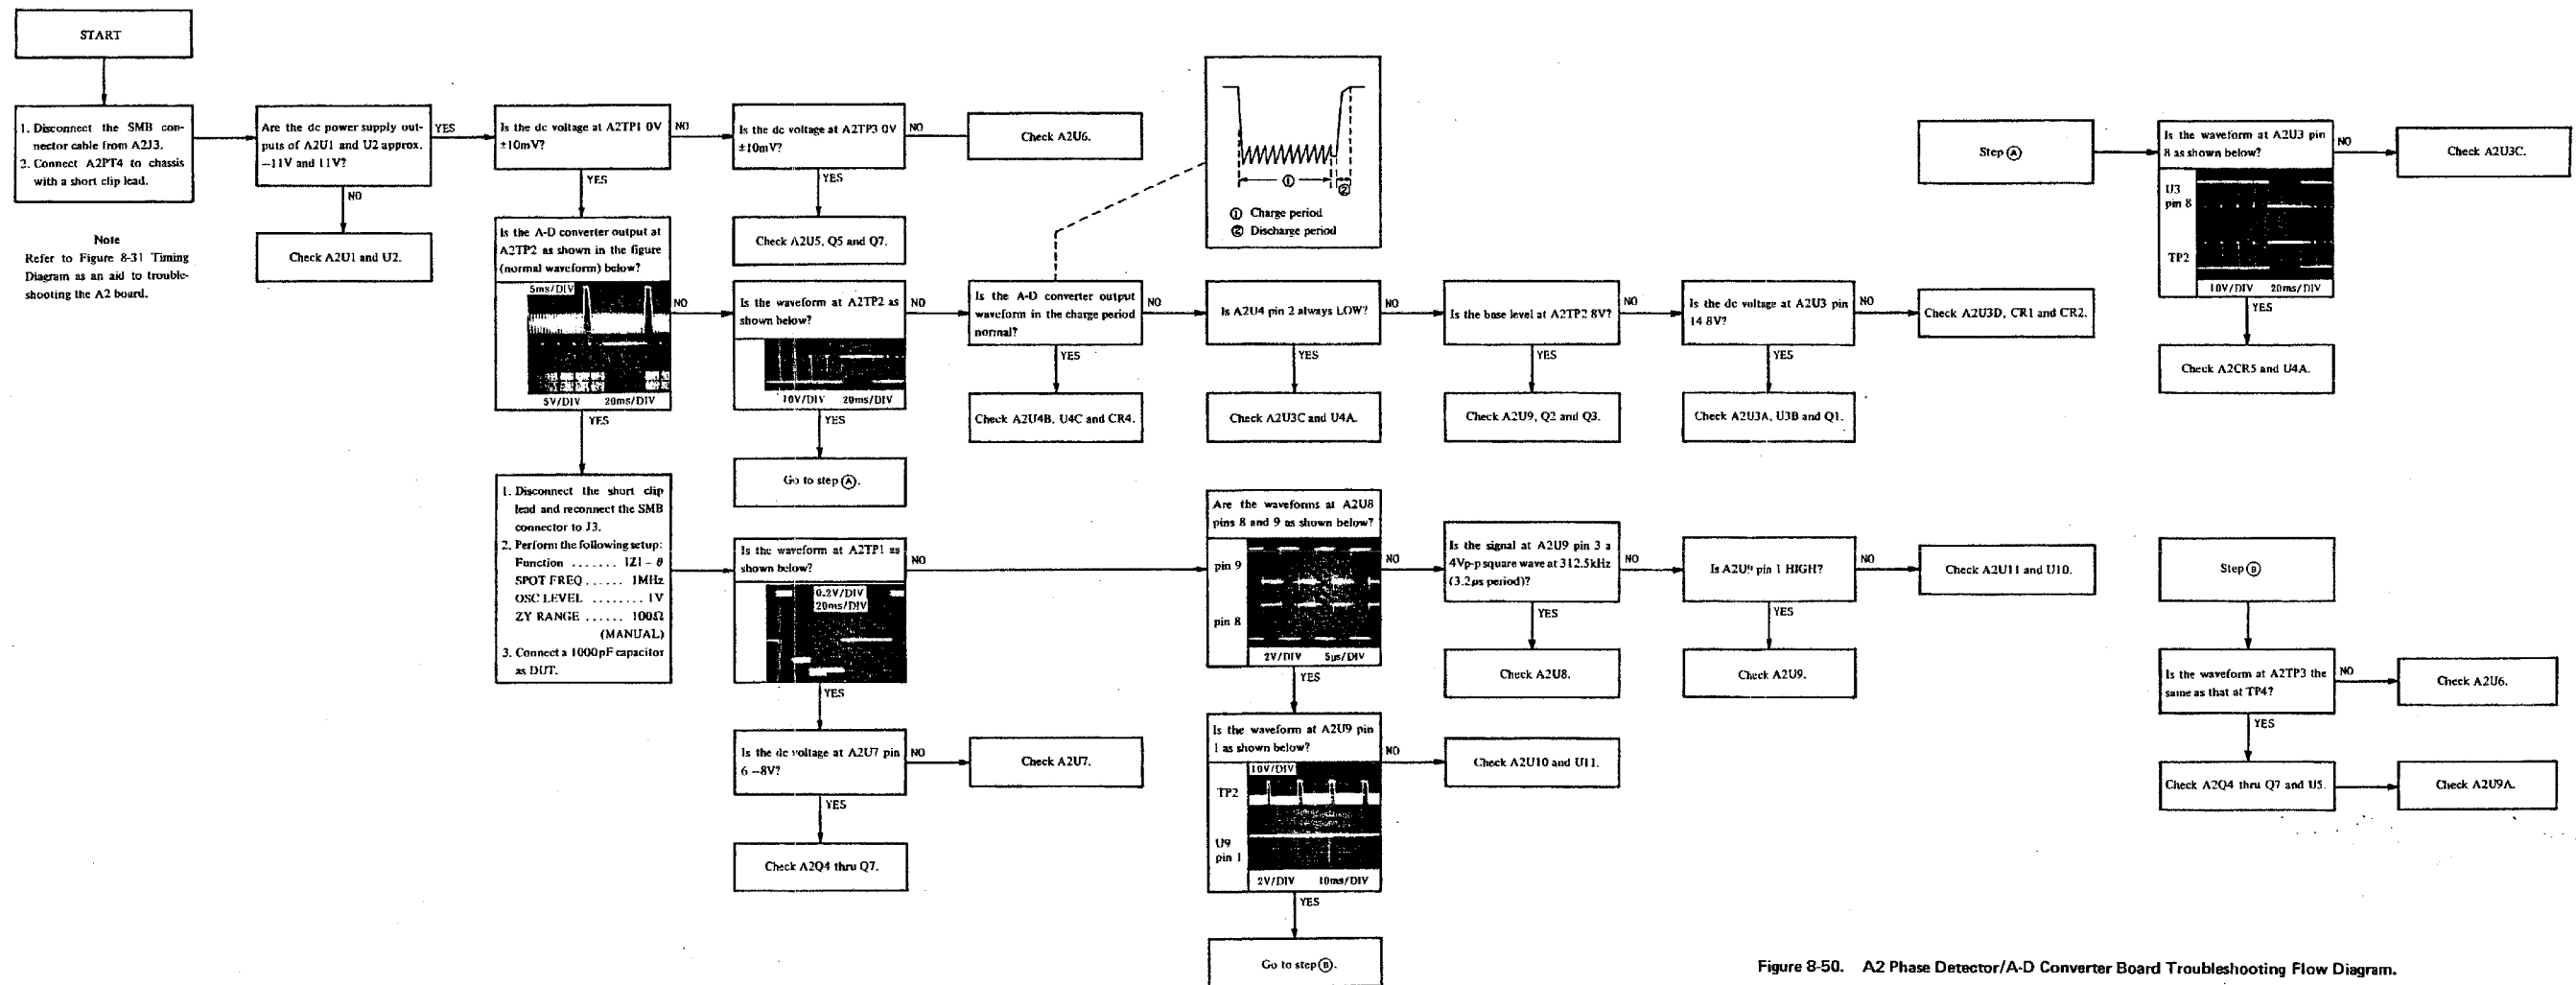 START
1. Disconnect the SMB con-
nector cable from A2J3.
2. Connect A2PT4 to chassis
with a short clip lead.
Note
Refer to Figure 8-31 Timing
Diagram as an aid to trouble-
shooting the A2 board.
Are the dc power supply out-
puts of A2U1 and U2 approx.
−11V and 11V?
YES
NO
Check A2U1 and U2.
Is the dc voltage at A2TP1 0V
±10mV?
NO
YES
Is the dc voltage at A2TP3 0V
±10mV?
NO
YES
Check A2U6.
Check A2U5, Q5 and Q7.
Is the A-D converter output at
A2TP2 as shown in the figure
(normal waveform) below?
5ms/DIV
5V/DIV 20ms/DIV
NO
YES
Is the waveform at A2TP2 as
shown below?
10V/DIV 20ms/DIV
NO
YES
Go to step Ⓐ.
① 
②
① Charge period
② Discharge period
Is the A-D converter output
waveform in the charge period
normal?
NO
YES
Check A2U4B, U4C and CR4.
Is A2U4 pin 2 always LOW?
NO
YES
Check A2U3C and U4A.
Is the base level at A2TP2 8V?
NO
YES
Check A2U9, Q2 and Q3.
Is the dc voltage at A2U3 pin
14 8V?
NO
YES
Check A2U3A, U3B and Q1.
Check A2U3D, CR1 and CR2.
Step Ⓐ
Is the waveform at A2U3 pin
8 as shown below?
U3
pin 8
TP2
10V/DIV 20ms/DIV
NO
YES
Check A2U3C.
Check A2CR5 and U4A.
1. Disconnect the short clip
lead and reconnect the SMB
connector to J3.
2. Perform the following setup:
Function ....... |Z| − θ
SPOT FREQ ...... 1MHz
OSC LEVEL ........ 1V
ZY RANGE ...... 100Ω
(MANUAL)
3. Connect a 1000pF capacitor
as DUT.
Is the waveform at A2TP1 as
shown below?
0.2V/DIV
20ms/DIV
NO
YES
Is the dc voltage at A2U7 pin
6 −8V?
NO
YES
Check A2U7.
Check A2Q4 thru Q7.
Are the waveforms at A2U8
pins 8 and 9 as shown below?
pin 9
pin 8
2V/DIV 5μs/DIV
NO
YES
Is the signal at A2U9 pin 3 a
4Vp-p square wave at 312.5kHz
(3.2μs period)?
NO
YES
Check A2U8.
Is A2U9 pin 1 HIGH?
NO
YES
Check A2U9.
Check A2U11 and U10.
Is the waveform at A2U9 pin
1 as shown below?
10V/DIV
TP2
U9
pin 1
2V/DIV 10ms/DIV
NO
YES
Check A2U10 and U11.
Go to step Ⓑ.
Step Ⓑ
Is the waveform at A2TP3 the
same as that at TP4?
NO
YES
Check A2U6.
Check A2Q4 thru Q7 and U5.
Check A2U9A.
Figure 8-50. A2 Phase Detector/A-D Converter Board Troubleshooting Flow Diagram.